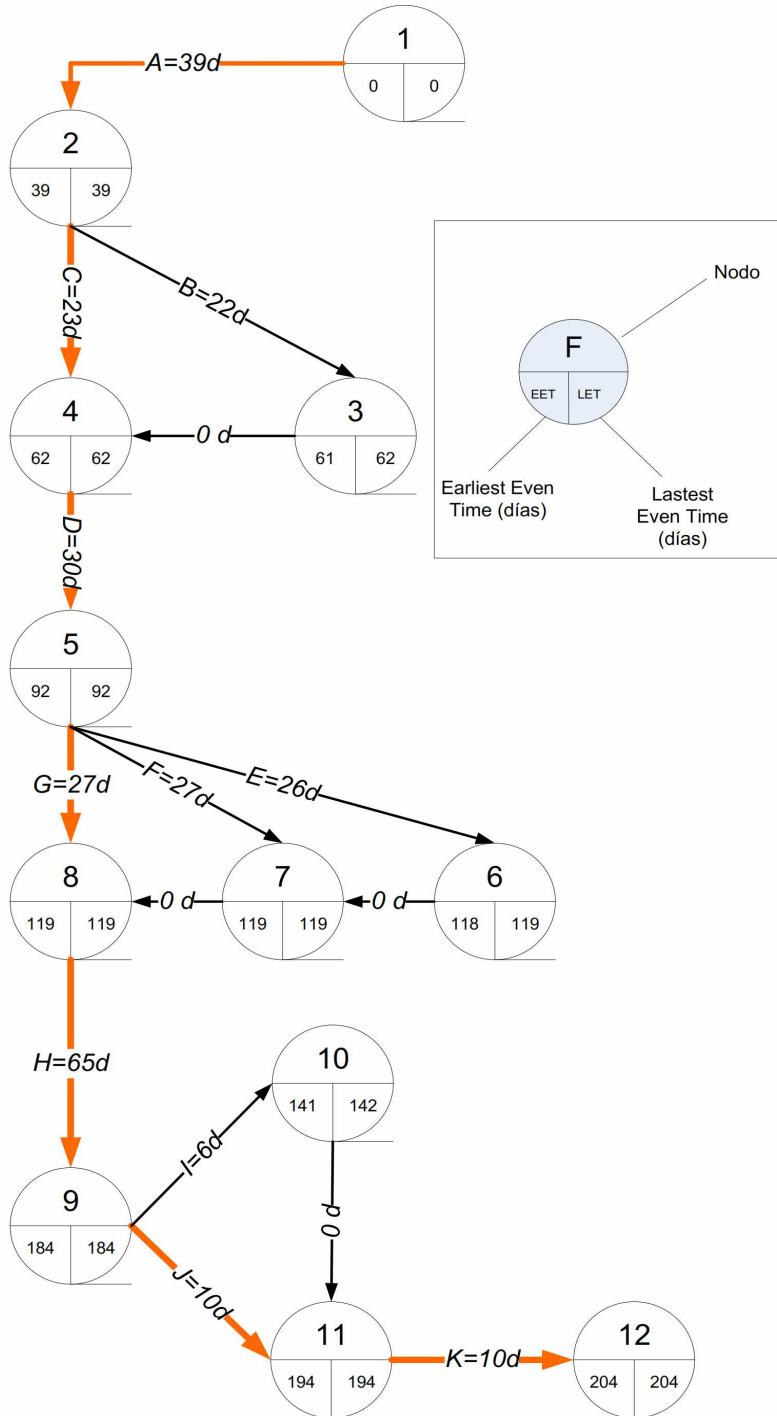 1
A=39d
0 0
2
39 39
C=23d
B=22d
Nodo
F
EET LET
Earliest Even
Time (días)
Lastest
Even Time
(días)
4
62 62
0 d
3
61 62
D=30d
5
92 92
G=27d
F=27d
E=26d
8
119 119
0 d
7
119 119
0 d
6
118 119
H=65d
10
141 142
I=6d
0 d
9
184 184
J=10d
11
194 194
K=10d
12
204 204